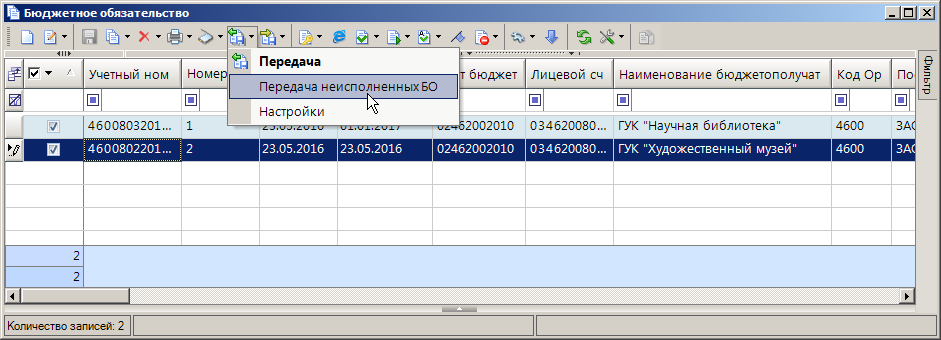 Бюджетное обязательство
Передача
Передача неисполненных БО
Настройки
Учетный ном Номер бюджет Лицевой сч Наименование бюджетополучат Код Ор По
4600803201... 1 23.05.2016 01.01.2017 02462002010 034620080... ГУК "Научная библиотека" 4600 ЗАО
4600802201... 2 23.05.2016 23.05.2016 02462002010 034620080... ГУК "Художественный музей" 4600 ЗАО
2
2
Количество записей: 2
Фильтр